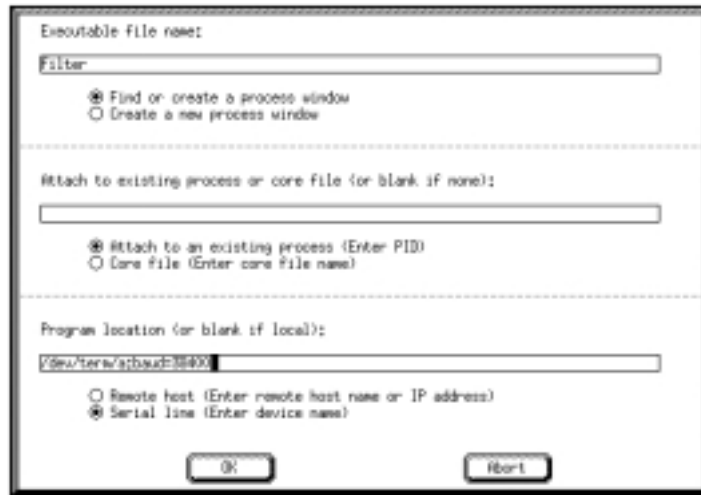 Executable file name:
Filter
Find or create a process window
Create a new process window
Attach to existing process or core file (or blank if none):
Attach to an existing process (Enter PID)
Core file (Enter core file name)
Program location (or blank if local):
/dev/term/a:baud=38400
Remote host (Enter remote host name or IP address)
Serial line (Enter device name)
OK
Abort